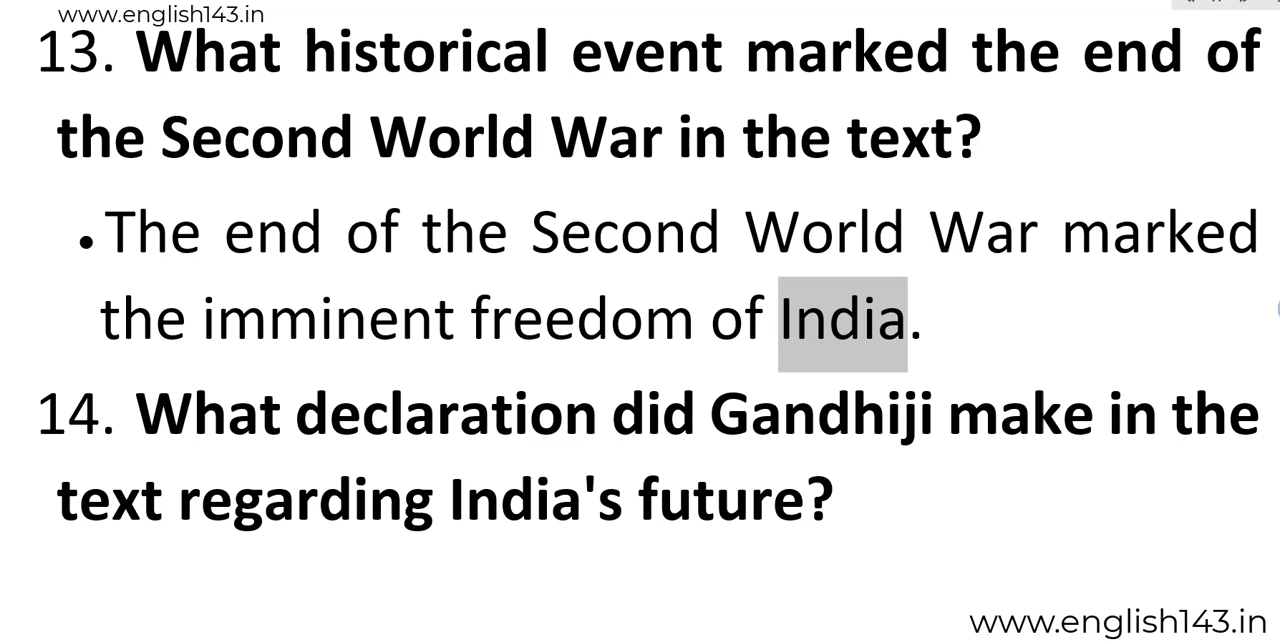 www.english143.in
13. What historical event marked the end of
the Second World War in the text?
• The end of the Second World War marked
the imminent freedom of India.
14. What declaration did Gandhiji make in the
text regarding India's future?
www.english143.in